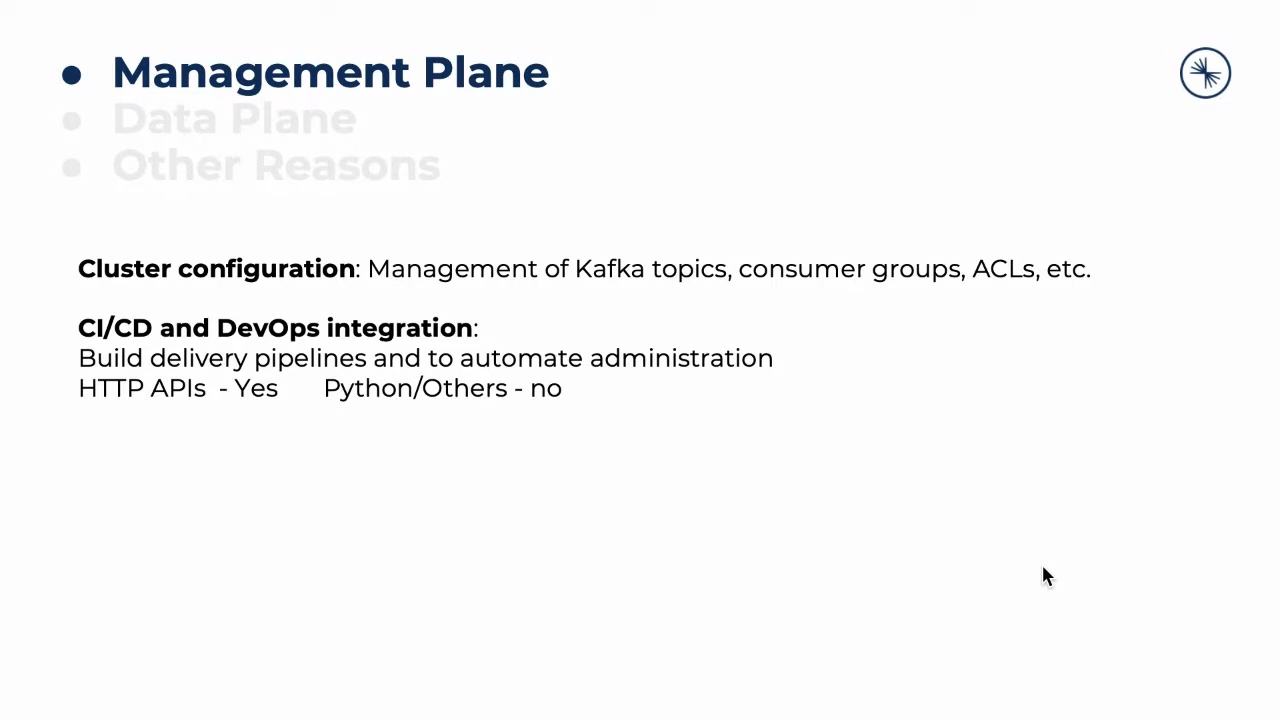 ● Management Plane
● Data Plane
● Other Reasons
Cluster configuration: Management of Kafka topics, consumer groups, ACLs, etc.
CI/CD and DevOps integration:
Build delivery pipelines and to automate administration
HTTP APIs - Yes Python/Others - no